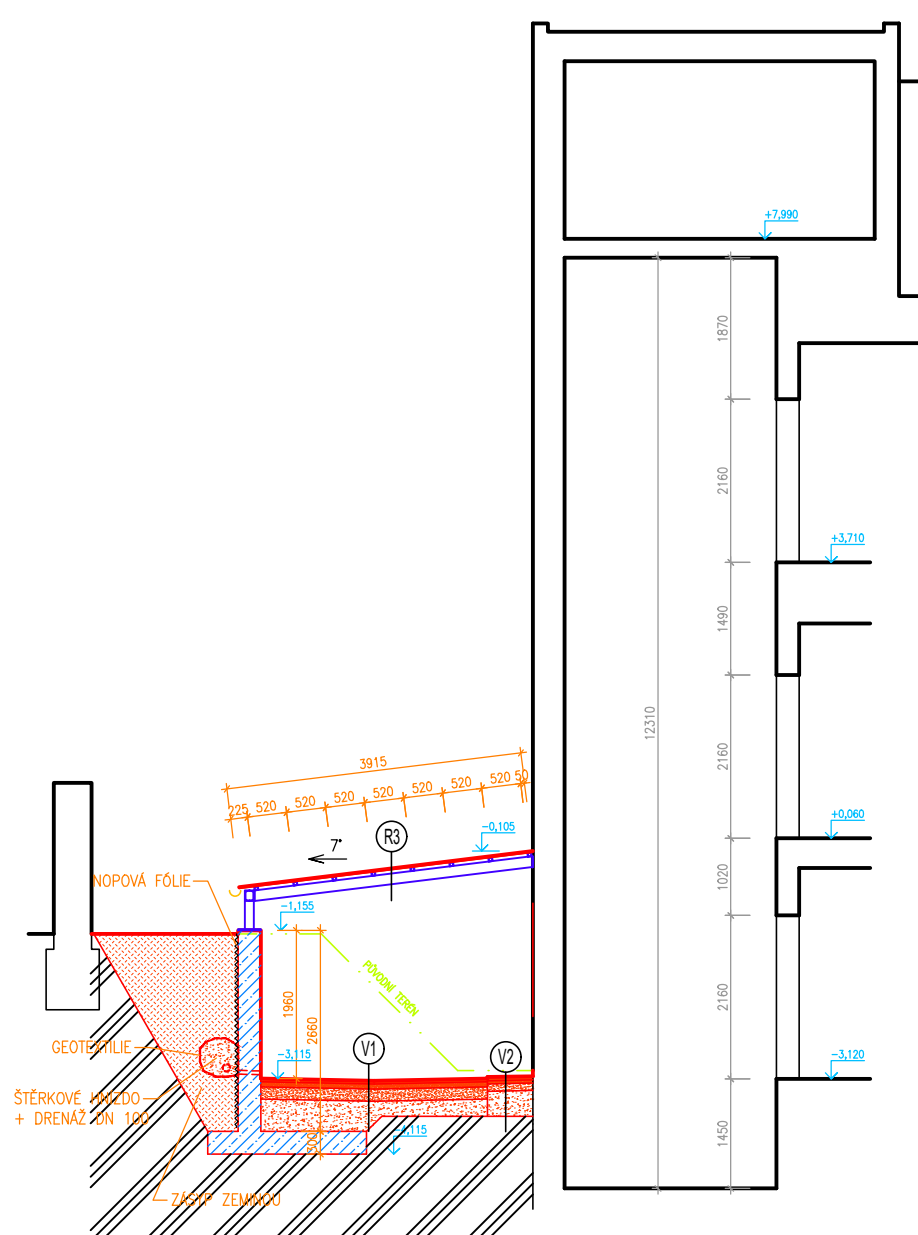 +7,990
1870
2160
+3,710
1490
12310
2160
3915
225 520 520 520 520 520 520 520 50
+0,060
-0,105
R3
7°
1020
NOPOVÁ FÓLIE
-1,155
PŮVODNÍ TERÉN
1960
2660
2160
GEOTEXTILIE
V1
V2
-3,115
-3,120
ŠTĚRKOVÉ HNÍZDO
+ DRENÁŽ DN 100
300
-4,115
1450
ZÁSYP ZEMINOU